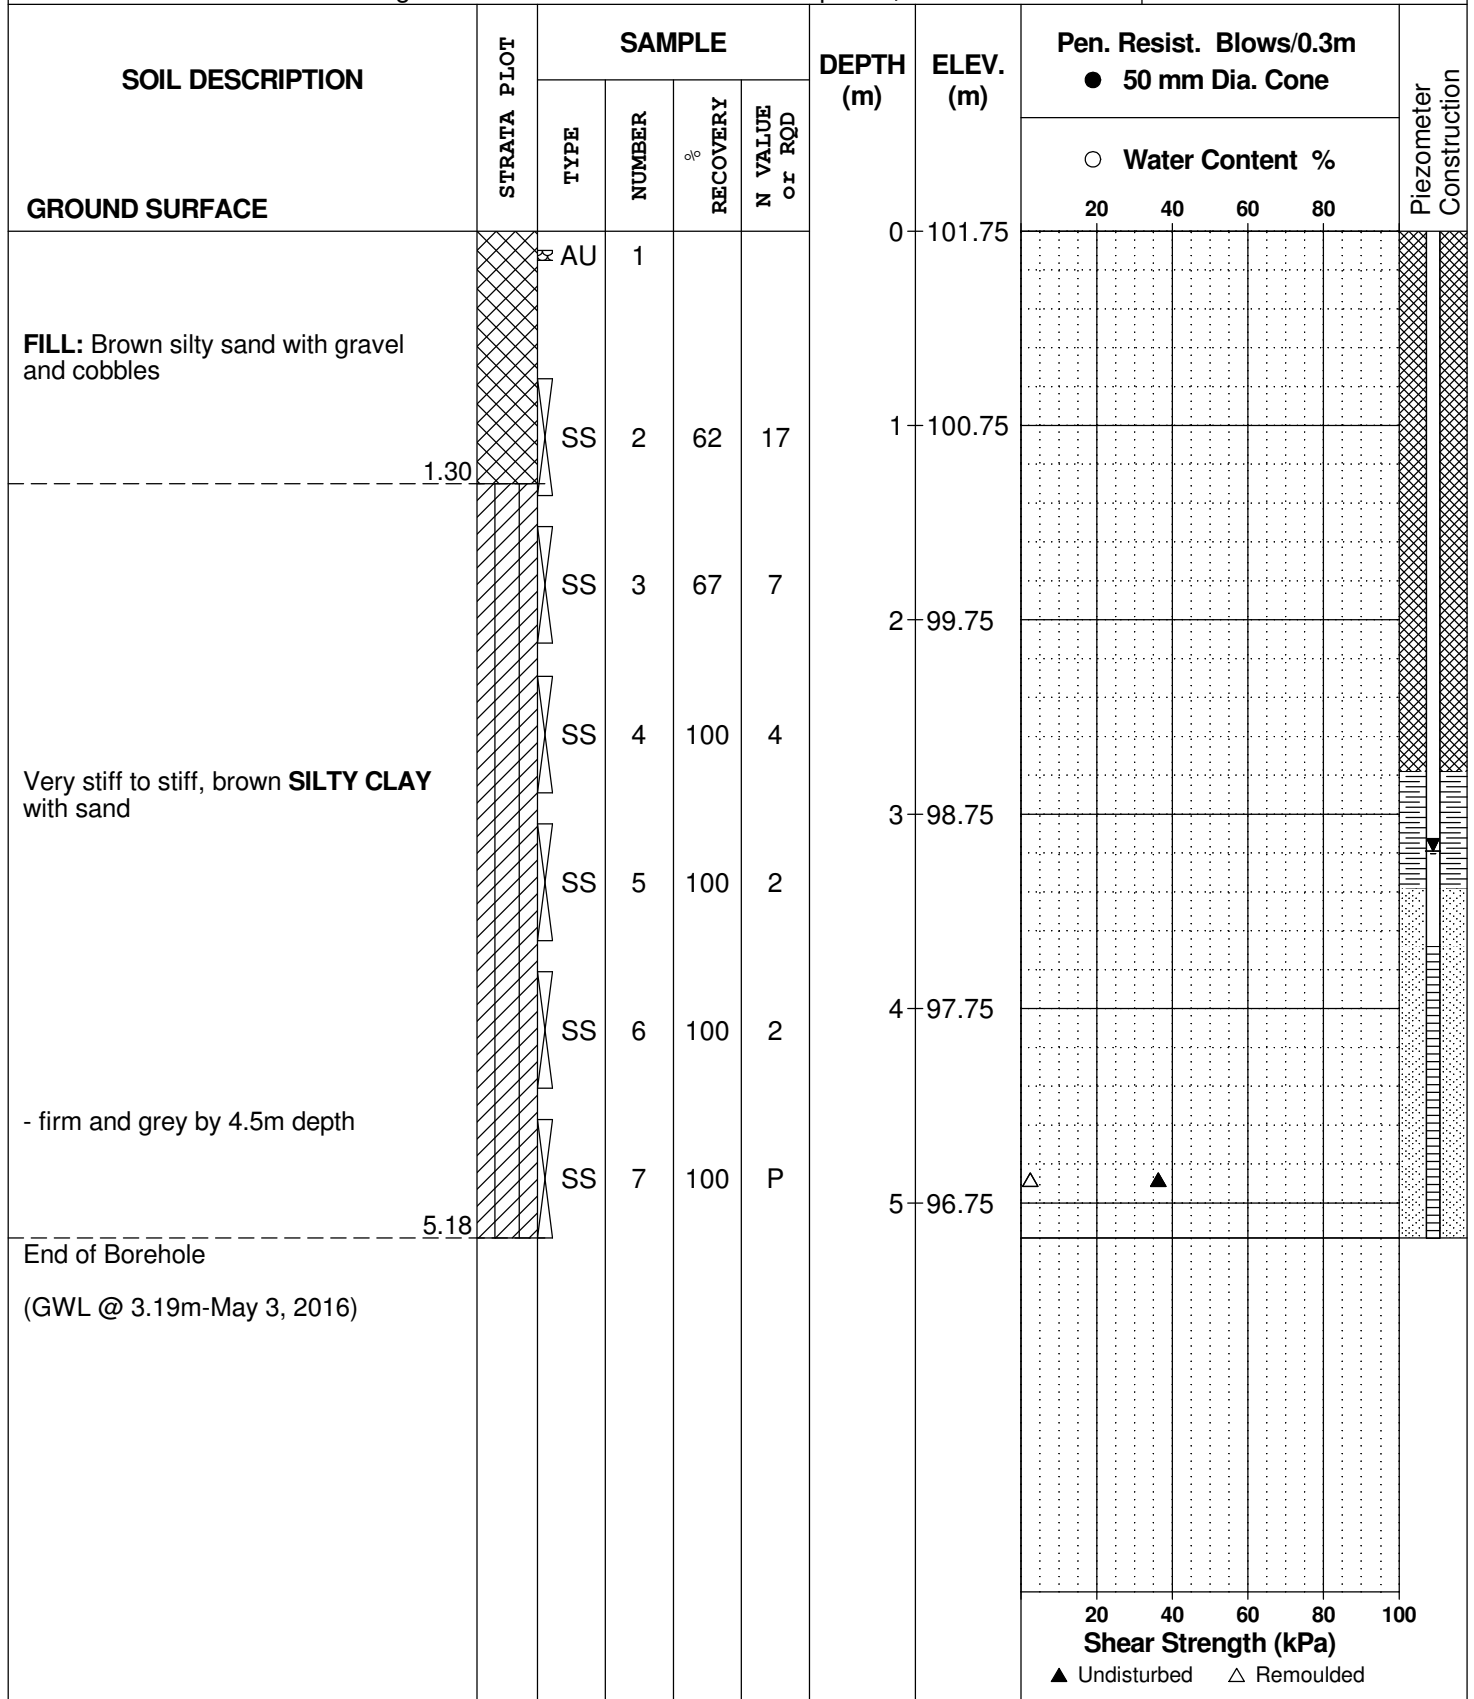 SOIL DESCRIPTION
GROUND SURFACE
STRATA PLOT
SAMPLE
TYPE
NUMBER
% RECOVERY
N VALUE or RQD
DEPTH (m)
ELEV. (m)
Pen. Resist. Blows/0.3m
● 50 mm Dia. Cone
○ Water Content %
20 40 60 80
Piezometer Construction
0 101.75
AU 1
FILL: Brown silty sand with gravel
and cobbles
1 100.75
SS 2 62 17
1.30
SS 3 67 7
2 99.75
SS 4 100 4
Very stiff to stiff, brown SILTY CLAY
with sand
3 98.75
SS 5 100 2
4 97.75
SS 6 100 2
- firm and grey by 4.5m depth
SS 7 100 P
5 96.75
5.18
End of Borehole
(GWL @ 3.19m-May 3, 2016)
20 40 60 80 100
Shear Strength (kPa)
▲ Undisturbed △ Remoulded